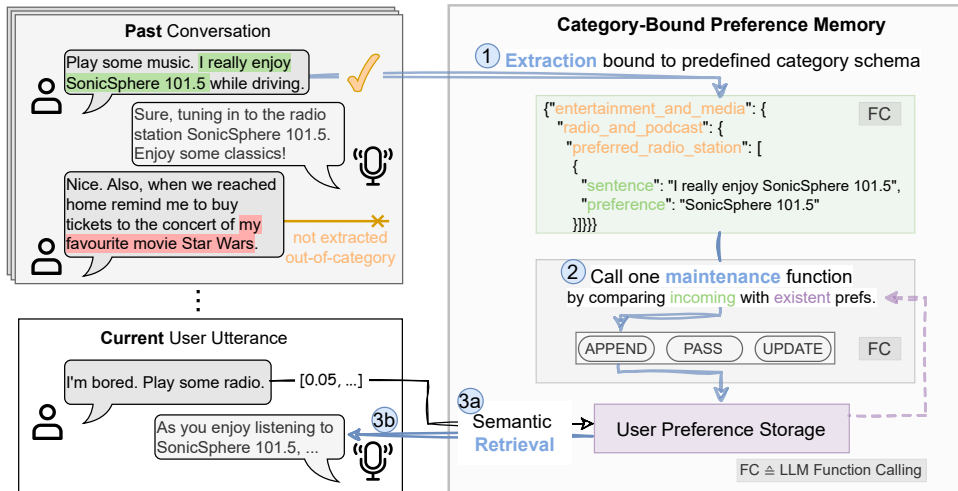 Past Conversation
Play some music. I really enjoy
SonicSphere 101.5 while driving.
Sure, tuning in to the radio
station SonicSphere 101.5.
Enjoy some classics!
Nice. Also, when we reached
home remind me to buy
tickets to the concert of my
favourite movie Star Wars.
not extracted
out-of-category
Current User Utterance
I'm bored. Play some radio.
[0.05, ...]
As you enjoy listening to
SonicSphere 101.5, ...
3b
3a
Semantic
Retrieval
Category-Bound Preference Memory
1 Extraction bound to predefined category schema
FC
{"entertainment_and_media": {
"radio_and_podcast": {
"preferred_radio_station": [
{
"sentence": "I really enjoy SonicSphere 101.5",
"preference": "SonicSphere 101.5"
}]}}}
2 Call one maintenance function
by comparing incoming with existent prefs.
APPEND PASS UPDATE
FC
User Preference Storage
FC ≙ LLM Function Calling